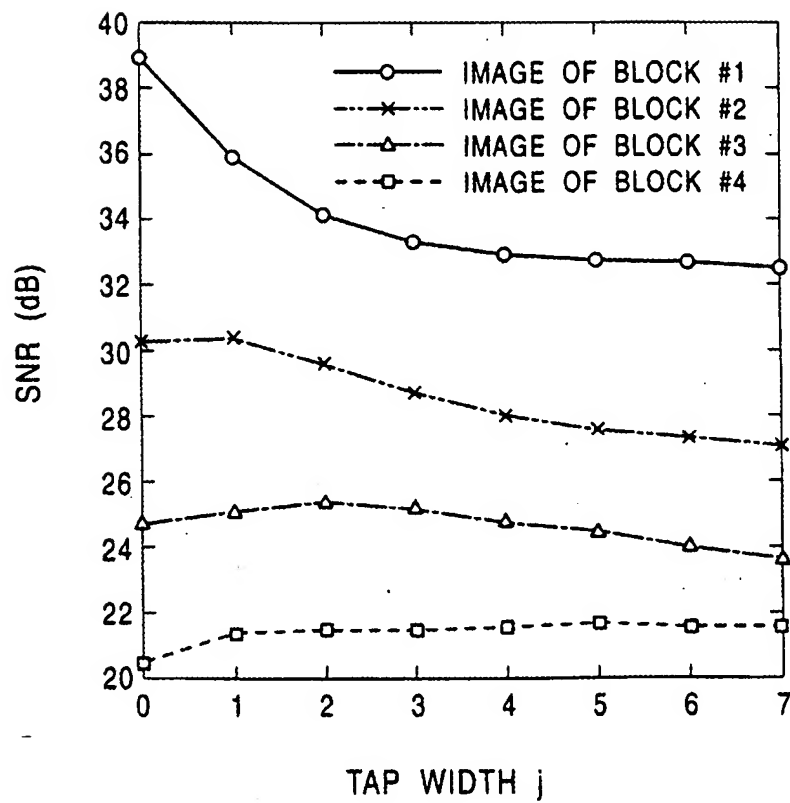 40
38
36
34
32
30
28
26
24
22
20
SNR (dB)
IMAGE OF BLOCK #1
IMAGE OF BLOCK #2
IMAGE OF BLOCK #3
IMAGE OF BLOCK #4
0 1 2 3 4 5 6 7
TAP WIDTH j